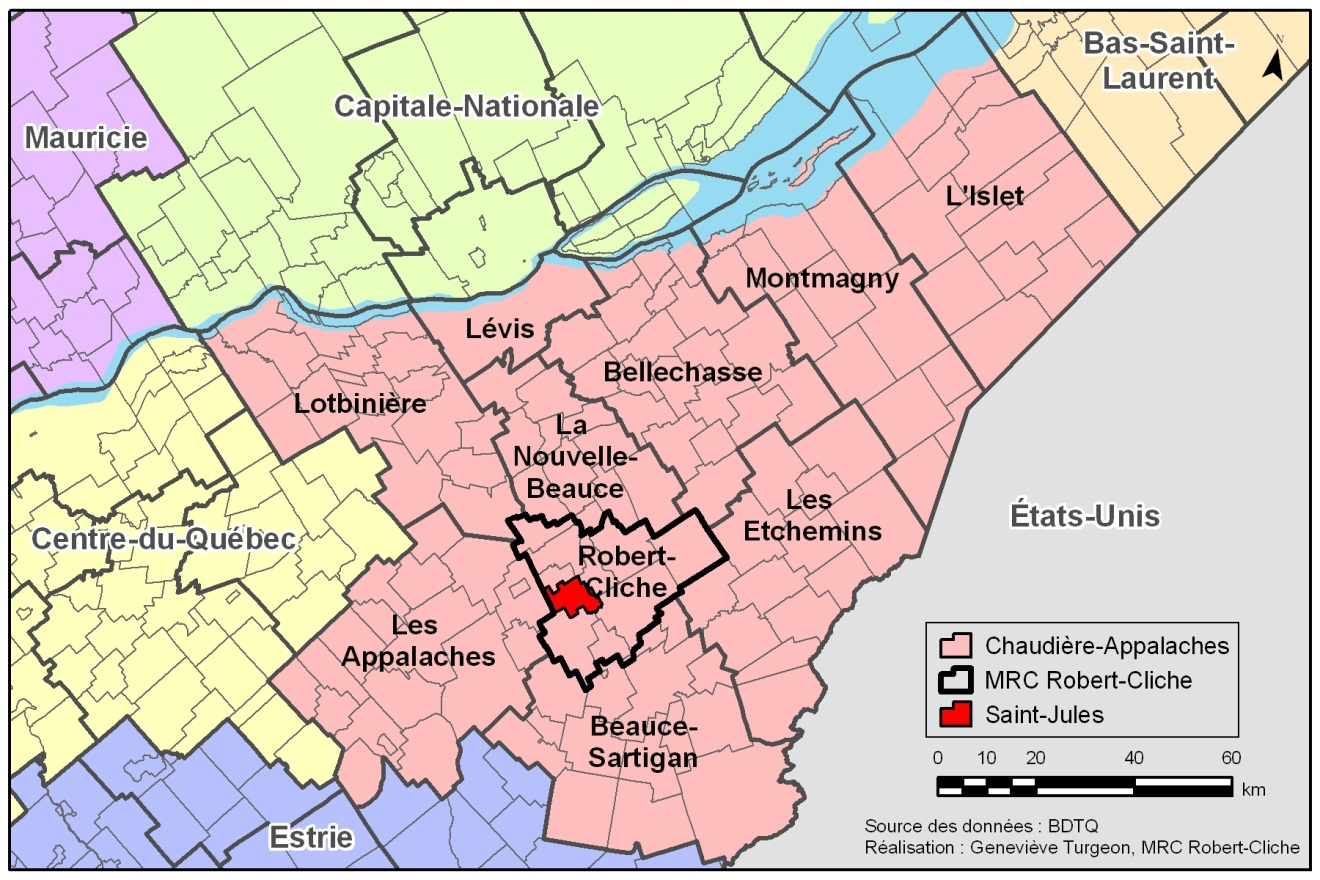 Bas-Saint-
Laurent
Capitale-Nationale
Mauricie
L'Islet
Montmagny
Lévis
Bellechasse
Lotbinière
La
Nouvelle-
Beauce
Les
Etchemins
États-Unis
Centre-du-Québec
Robert-
Cliche
Les
Appalaches
Beauce-
Sartigan
Estrie
Chaudière-Appalaches
MRC Robert-Cliche
Saint-Jules
0 10 20 40 60
km
Source des données : BDTQ
Réalisation : Geneviève Turgeon, MRC Robert-Cliche